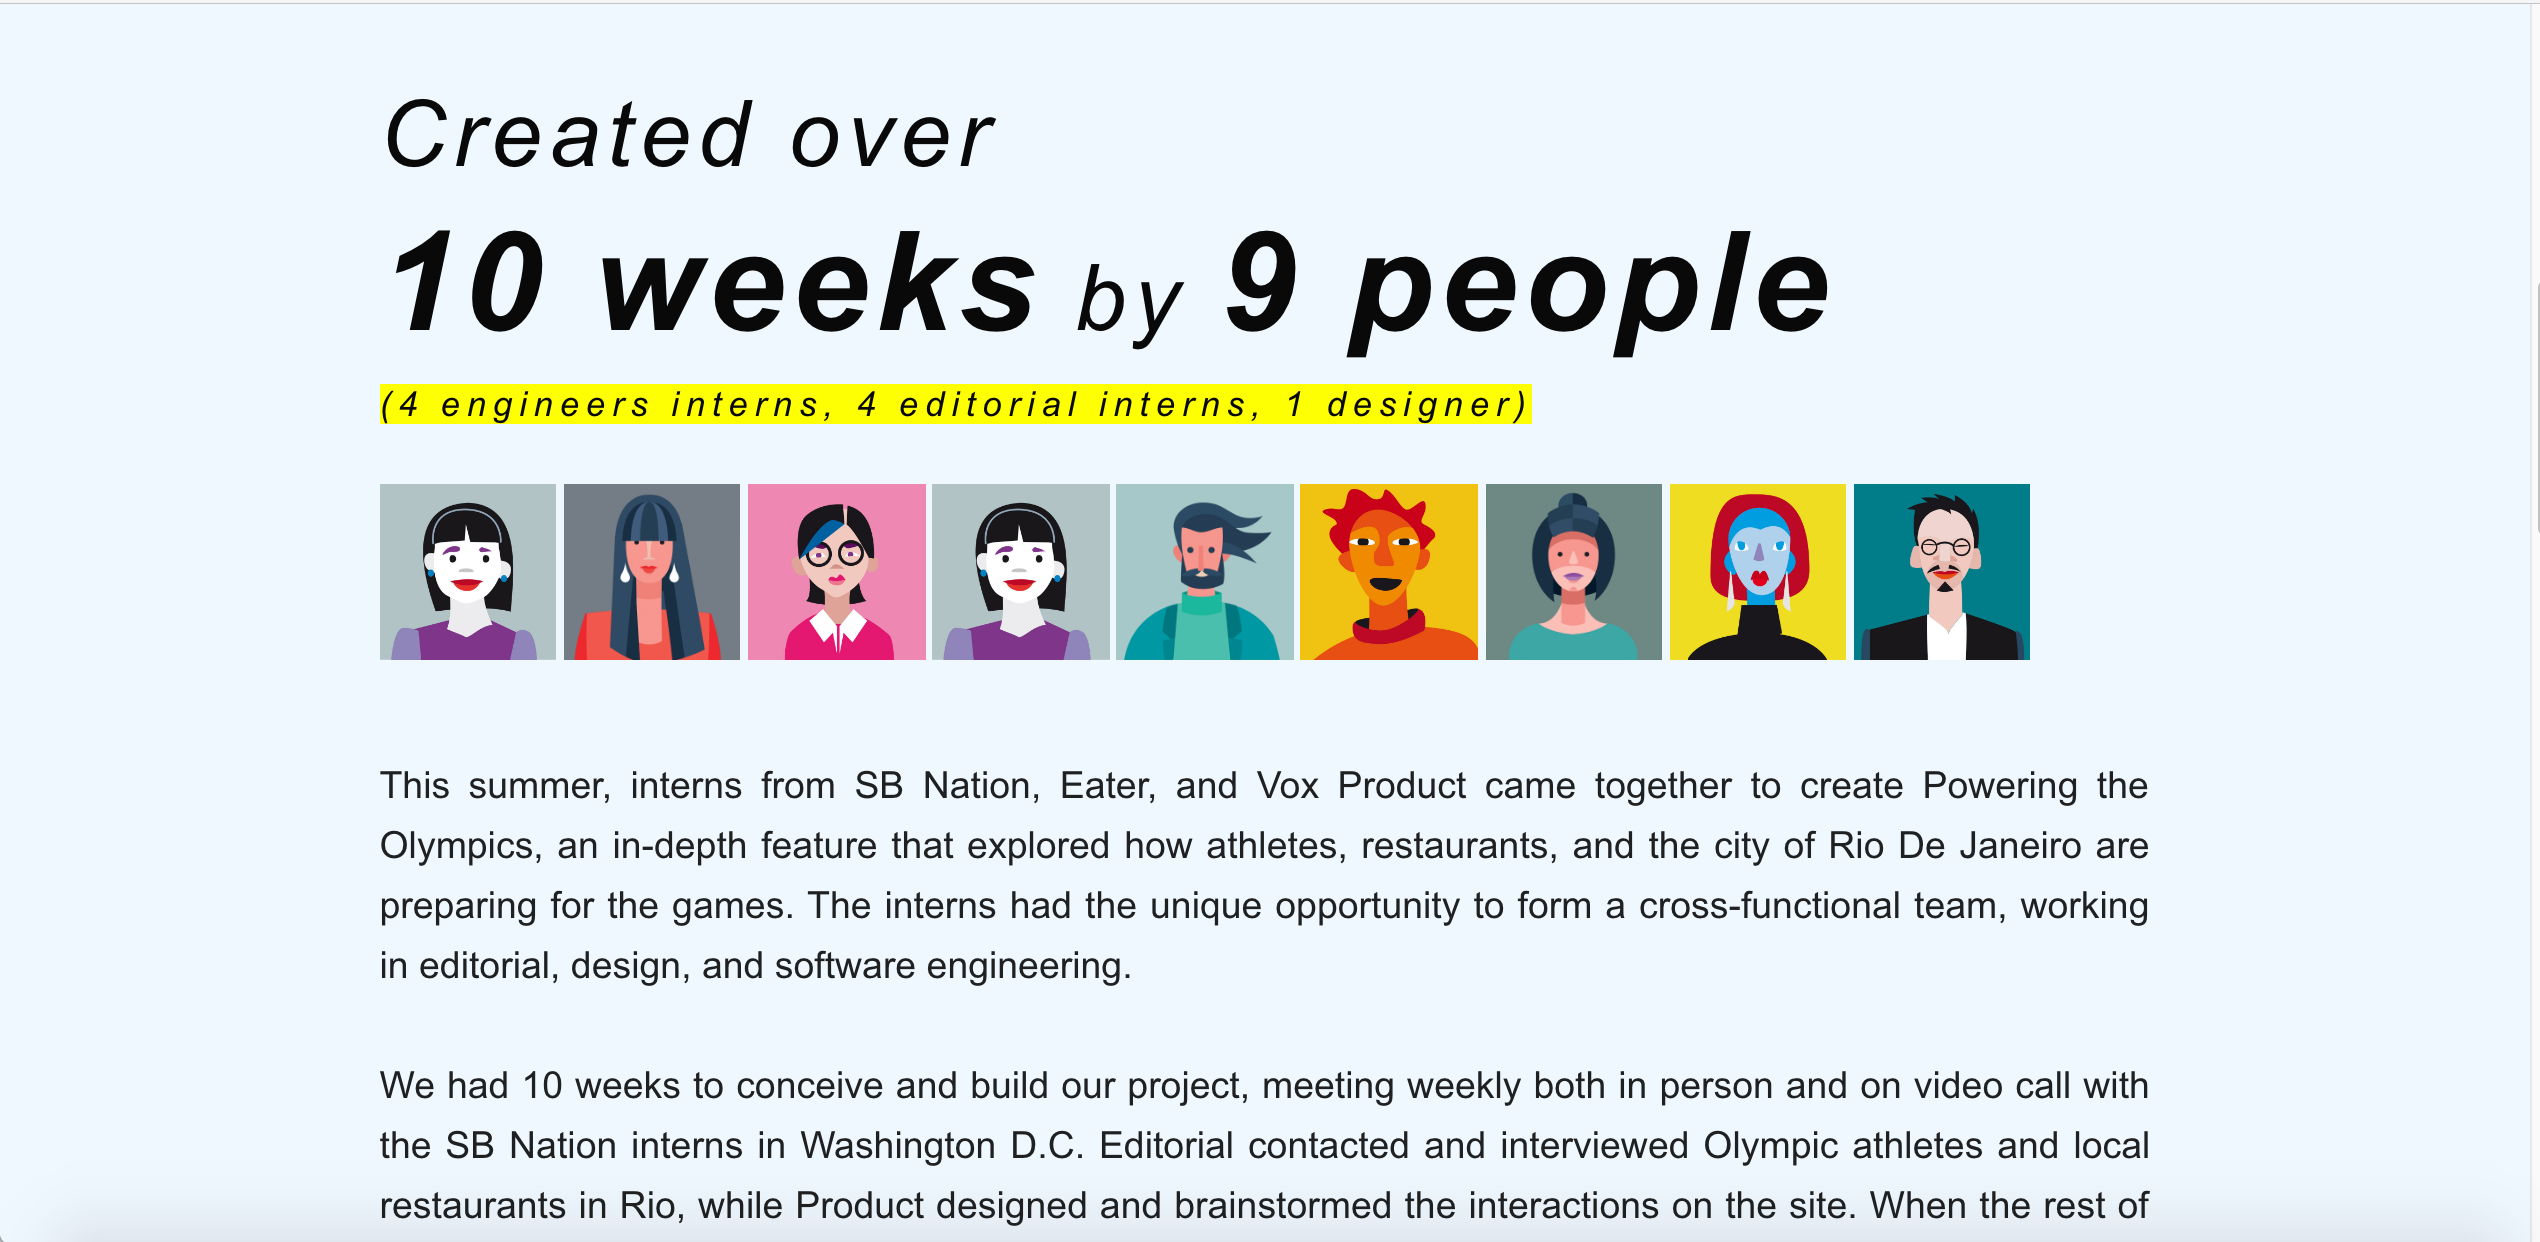 Created over
10 weeks by 9 people
(4 engineers interns, 4 editorial interns, 1 designer)
This summer, interns from SB Nation, Eater, and Vox Product came together to create Powering the
Olympics, an in-depth feature that explored how athletes, restaurants, and the city of Rio De Janeiro are
preparing for the games. The interns had the unique opportunity to form a cross-functional team, working
in editorial, design, and software engineering.
We had 10 weeks to conceive and build our project, meeting weekly both in person and on video call with
the SB Nation interns in Washington D.C. Editorial contacted and interviewed Olympic athletes and local
restaurants in Rio, while Product designed and brainstormed the interactions on the site. When the rest of